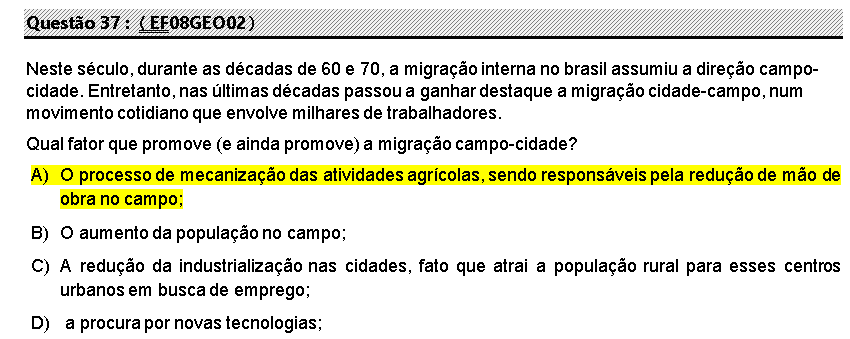 Questão 37 : ( EF08GEO02 )
Neste século, durante as décadas de 60 e 70, a migração interna no brasil assumiu a direção campo-
cidade. Entretanto, nas últimas décadas passou a ganhar destaque a migração cidade-campo, num
movimento cotidiano que envolve milhares de trabalhadores.
Qual fator que promove (e ainda promove) a migração campo-cidade?
A) O processo de mecanização das atividades agrícolas, sendo responsáveis pela redução de mão de
obra no campo;
B) O aumento da população no campo;
C) A redução da industrialização nas cidades, fato que atrai a população rural para esses centros
urbanos em busca de emprego;
D) a procura por novas tecnologias;